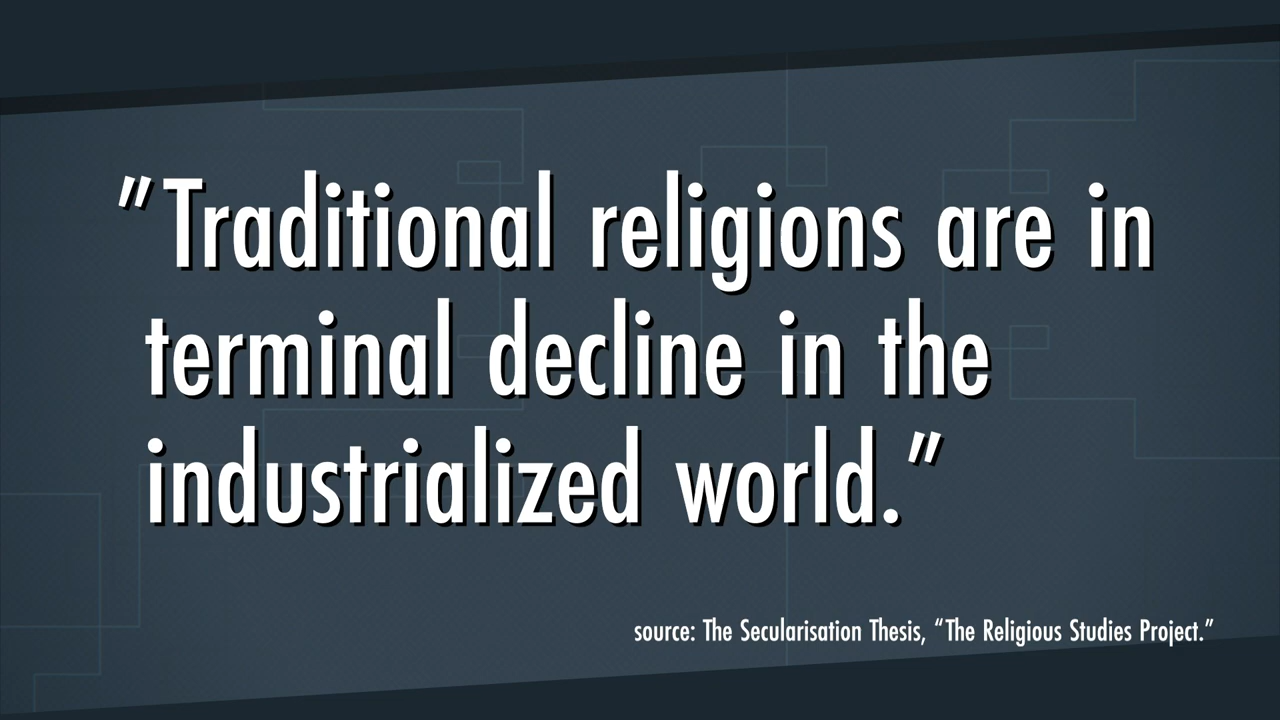 "Traditional religions are in
terminal decline in the
industrialized world."
source: The Secularisation Thesis, “The Religious Studies Project.”